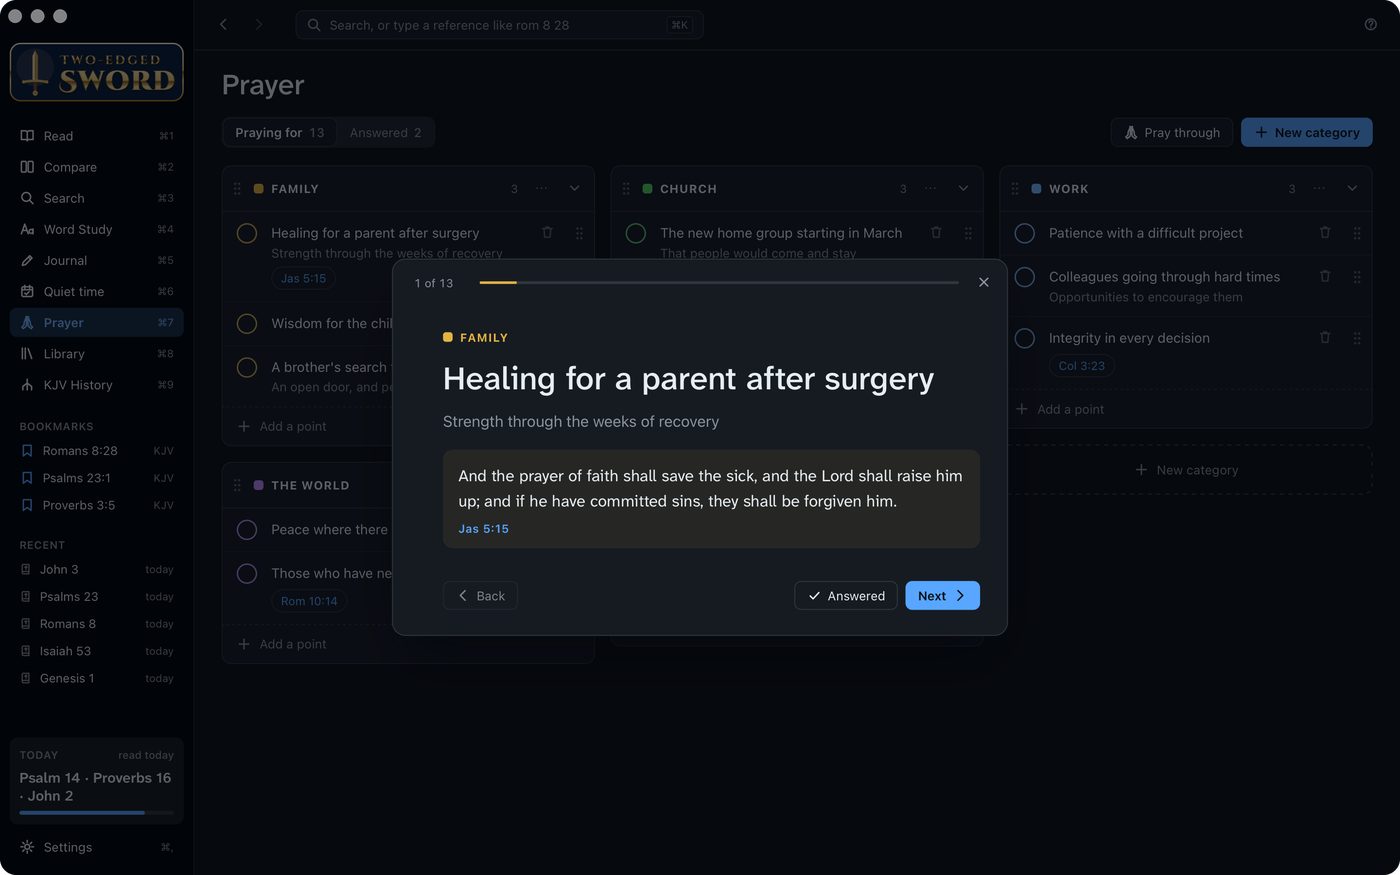 TWO-EDGED
SWORD
Search, or type a reference like rom 8 28
⌘K
Read ⌘1
Compare ⌘2
Search ⌘3
Word Study ⌘4
Journal ⌘5
Quiet time ⌘6
Prayer ⌘7
Library ⌘8
KJV History ⌘9
BOOKMARKS
Romans 8:28 KJV
Psalms 23:1 KJV
Proverbs 3:5 KJV
RECENT
John 3 today
Psalms 23 today
Romans 8 today
Isaiah 53 today
Genesis 1 today
TODAY read today
Psalm 14 · Proverbs 16
· John 2
Settings ⌘,
Prayer
Praying for 13
Answered 2
Pray through
New category
FAMILY 3
Healing for a parent after surgery
Strength through the weeks of recovery
Jas 5:15
Wisdom for the chil
A brother's search
An open door, and pe
Add a point
CHURCH 3
The new home group starting in March
That people would come and stay
WORK 3
Patience with a difficult project
Colleagues going through hard times
Opportunities to encourage them
Integrity in every decision
Col 3:23
Add a point
THE WORLD
Peace where there
Those who have ne
Rom 10:14
Add a point
New category
1 of 13
FAMILY
Healing for a parent after surgery
Strength through the weeks of recovery
And the prayer of faith shall save the sick, and the Lord shall raise him
up; and if he have committed sins, they shall be forgiven him.
Jas 5:15
Back
Answered
Next